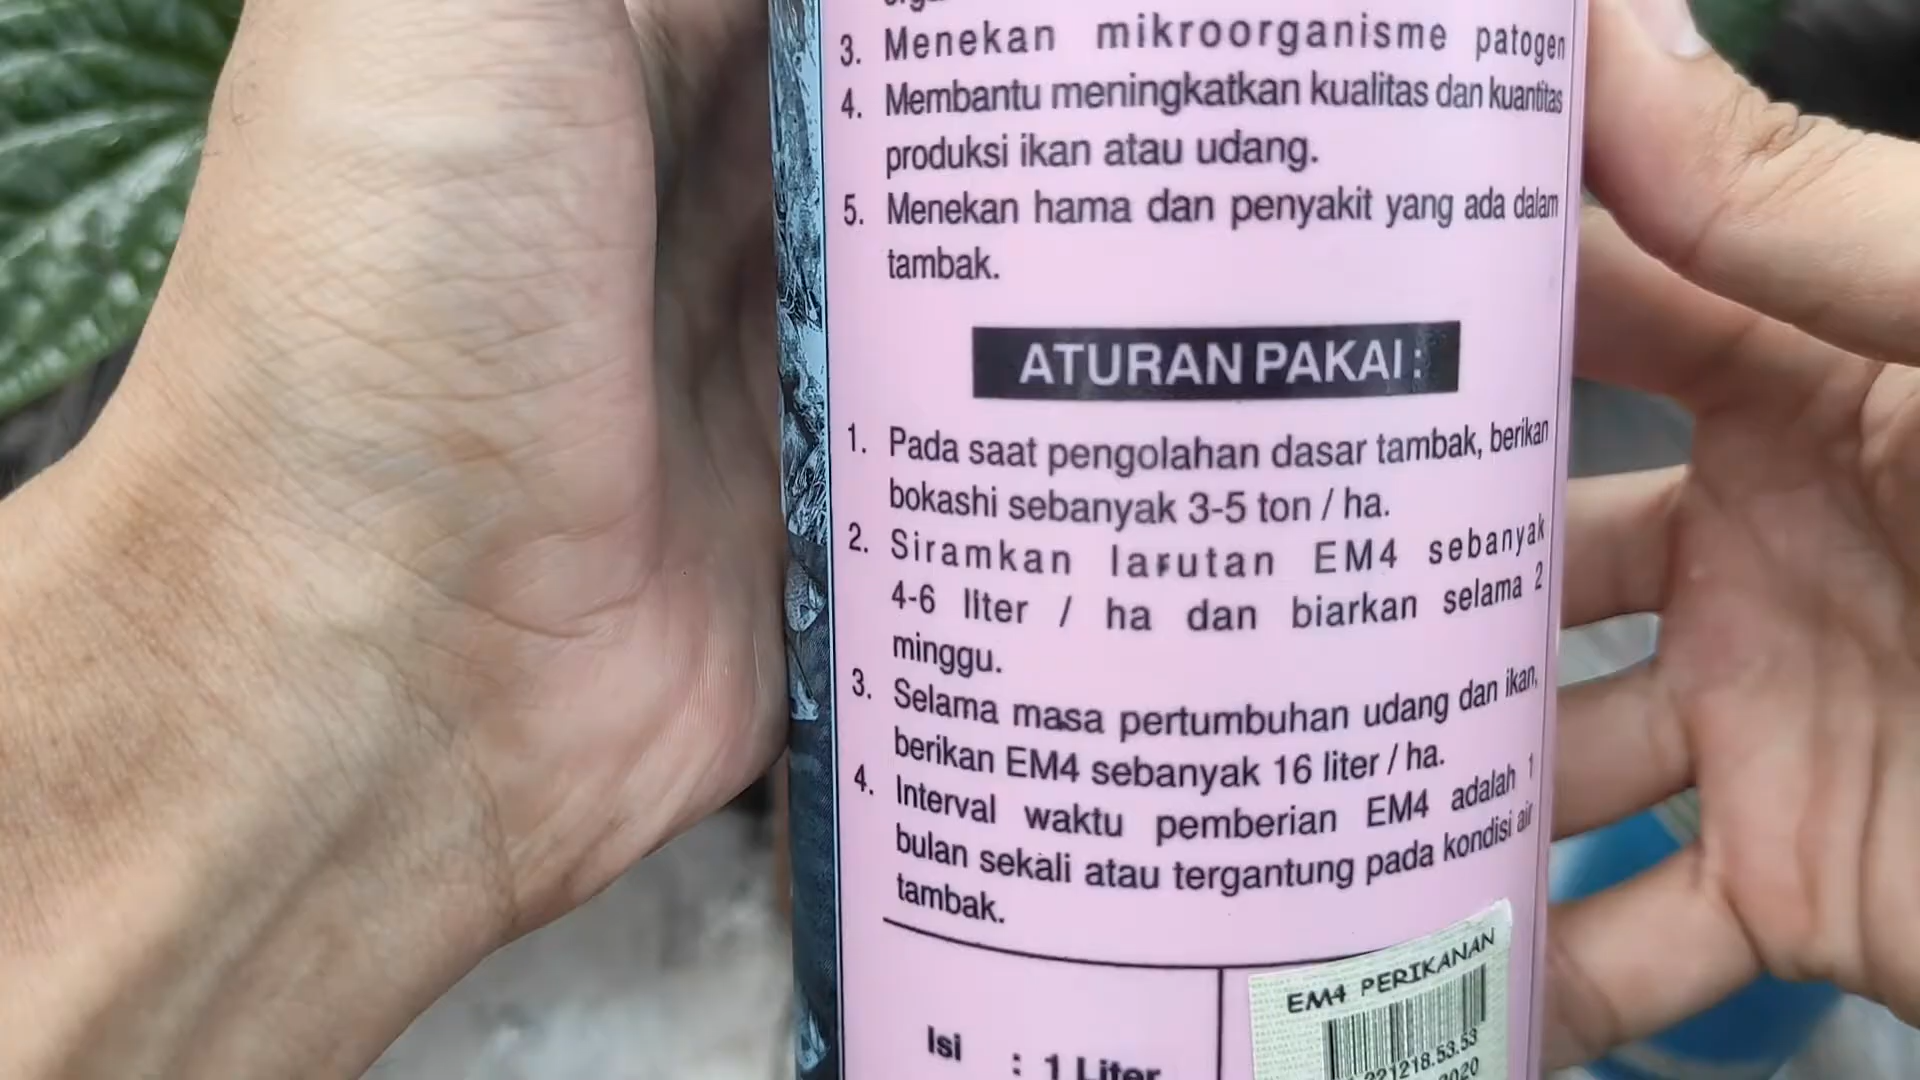 3. Menekan mikroorganisme patogen
4. Membantu meningkatkan kualitas dan kuantitas
produksi ikan atau udang.
5. Menekan hama dan penyakit yang ada dalam
tambak.
ATURAN PAKAI :
1. Pada saat pengolahan dasar tambak, berikan
bokashi sebanyak 3-5 ton / ha.
2. Siramkan larutan EM4 sebanyak
4-6 liter / ha dan biarkan selama 2
minggu.
3. Selama masa pertumbuhan udang dan ikan,
berikan EM4 sebanyak 16 liter / ha.
4. Interval waktu pemberian EM4 adalah 1
bulan sekali atau tergantung pada kondisi air
tambak.
EM4 PERIKANAN
Isi : 1 Liter